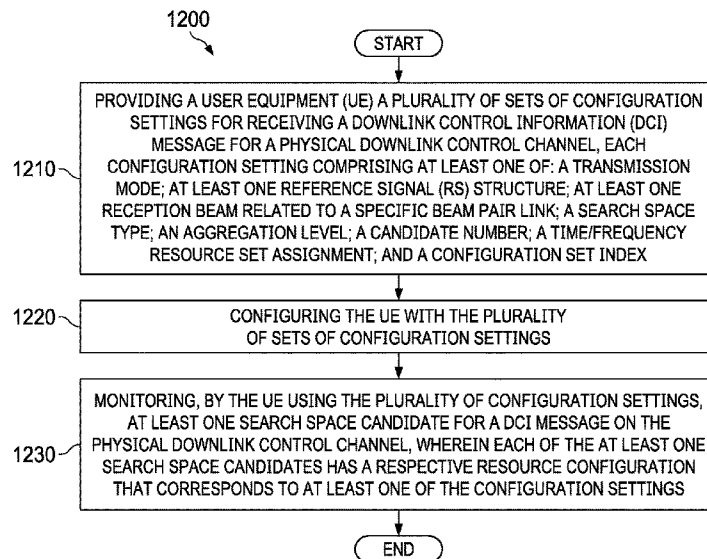 1200
START
1210
PROVIDING A USER EQUIPMENT (UE) A PLURALITY OF SETS OF CONFIGURATION
SETTINGS FOR RECEIVING A DOWNLINK CONTROL INFORMATION (DCI)
MESSAGE FOR A PHYSICAL DOWNLINK CONTROL CHANNEL, EACH
CONFIGURATION SETTING COMPRISING AT LEAST ONE OF: A TRANSMISSION
MODE; AT LEAST ONE REFERENCE SIGNAL (RS) STRUCTURE; AT LEAST ONE
RECEPTION BEAM RELATED TO A SPECIFIC BEAM PAIR LINK; A SEARCH SPACE
TYPE; AN AGGREGATION LEVEL; A CANDIDATE NUMBER; A TIME/FREQUENCY
RESOURCE SET ASSIGNMENT; AND A CONFIGURATION SET INDEX
1220
CONFIGURING THE UE WITH THE PLURALITY
OF SETS OF CONFIGURATION SETTINGS
1230
MONITORING, BY THE UE USING THE PLURALITY OF CONFIGURATION SETTINGS,
AT LEAST ONE SEARCH SPACE CANDIDATE FOR A DCI MESSAGE ON THE
PHYSICAL DOWNLINK CONTROL CHANNEL, WHEREIN EACH OF THE AT LEAST ONE
SEARCH SPACE CANDIDATES HAS A RESPECTIVE RESOURCE CONFIGURATION
THAT CORRESPONDS TO AT LEAST ONE OF THE CONFIGURATION SETTINGS
END